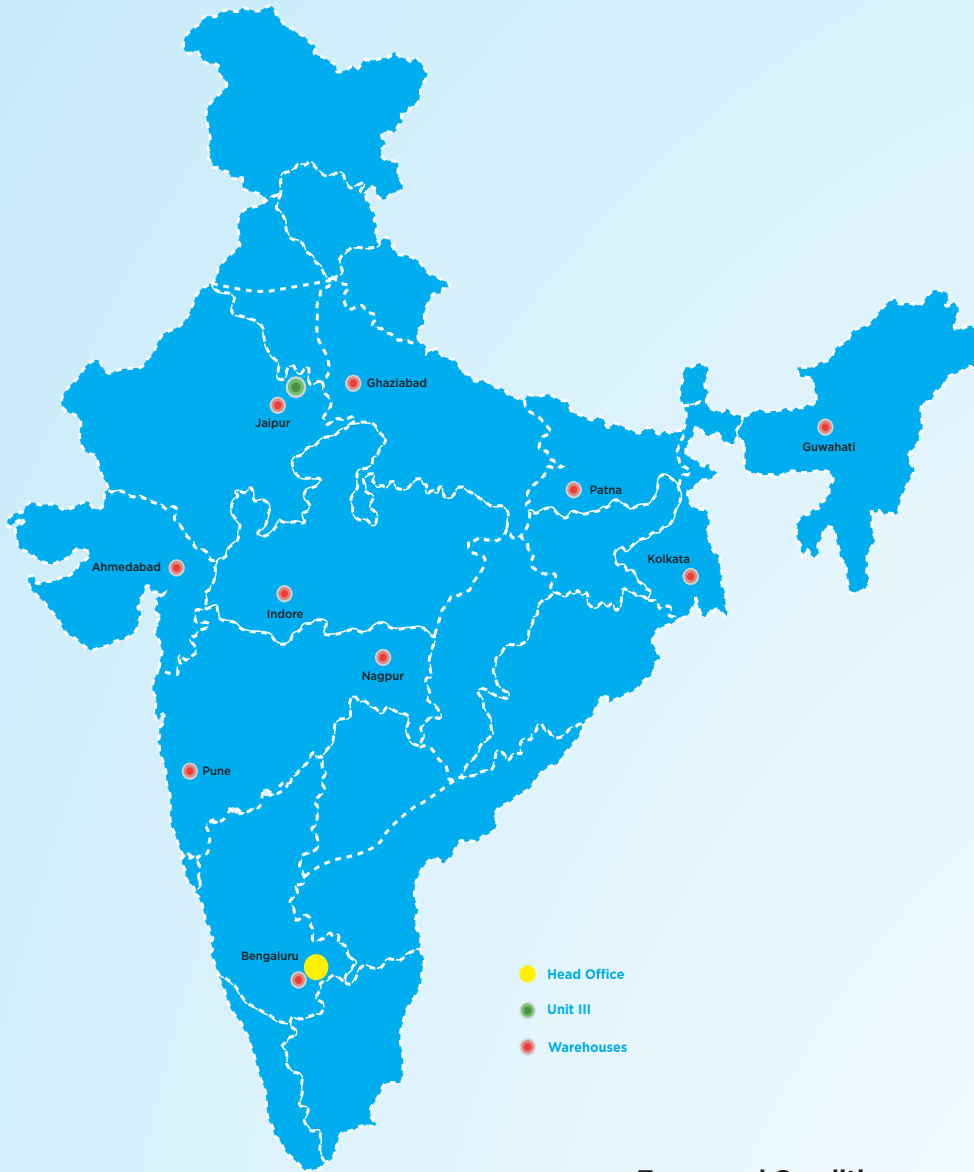 Ghaziabad
Jaipur
Guwahati
Patna
Kolkata
Ahmedabad
Indore
Nagpur
Pune
Bengaluru
Head Office
Unit III
Warehouses